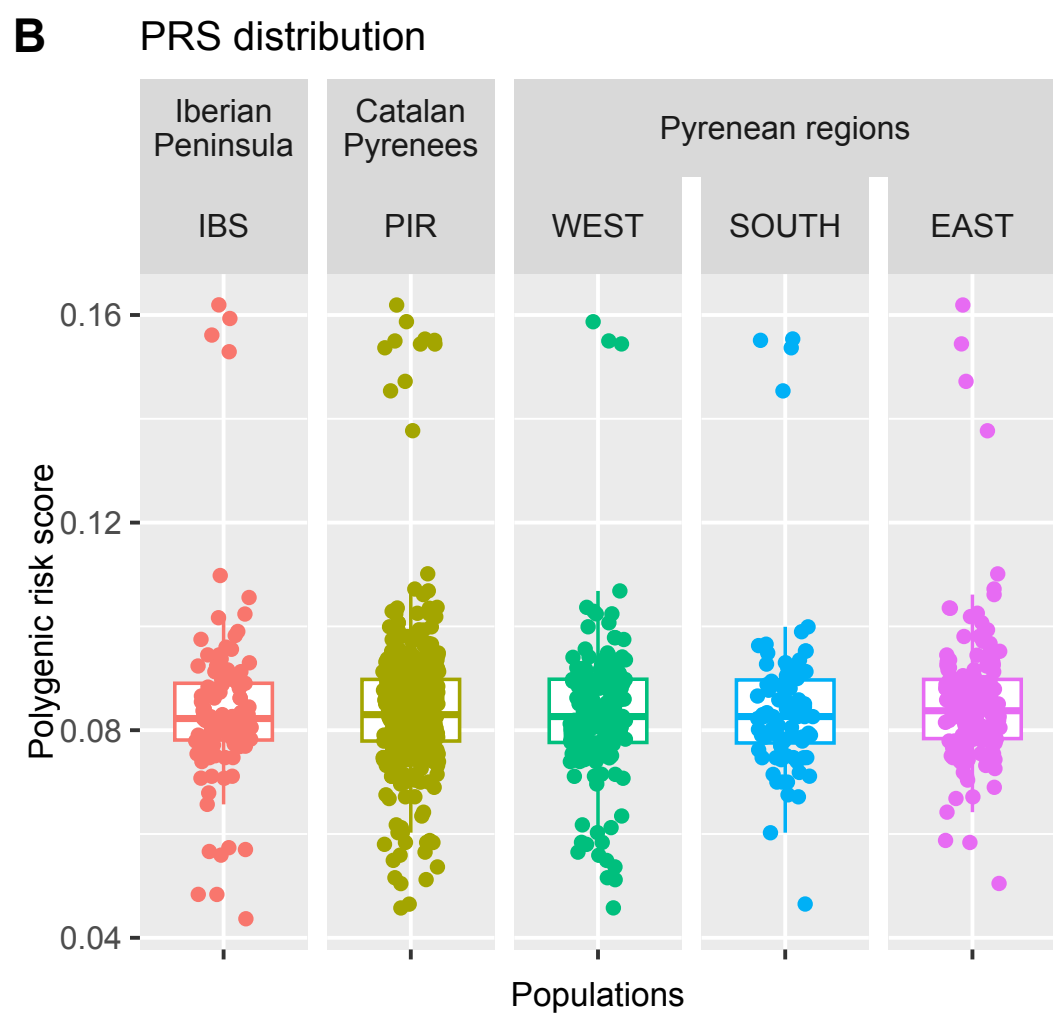 B PRS distribution
Iberian
Peninsula
Catalan
Pyrenees
Pyrenean regions
IBS
PIR
WEST
SOUTH
EAST
Polygenic risk score
0.16
0.12
0.08
0.04
Populations